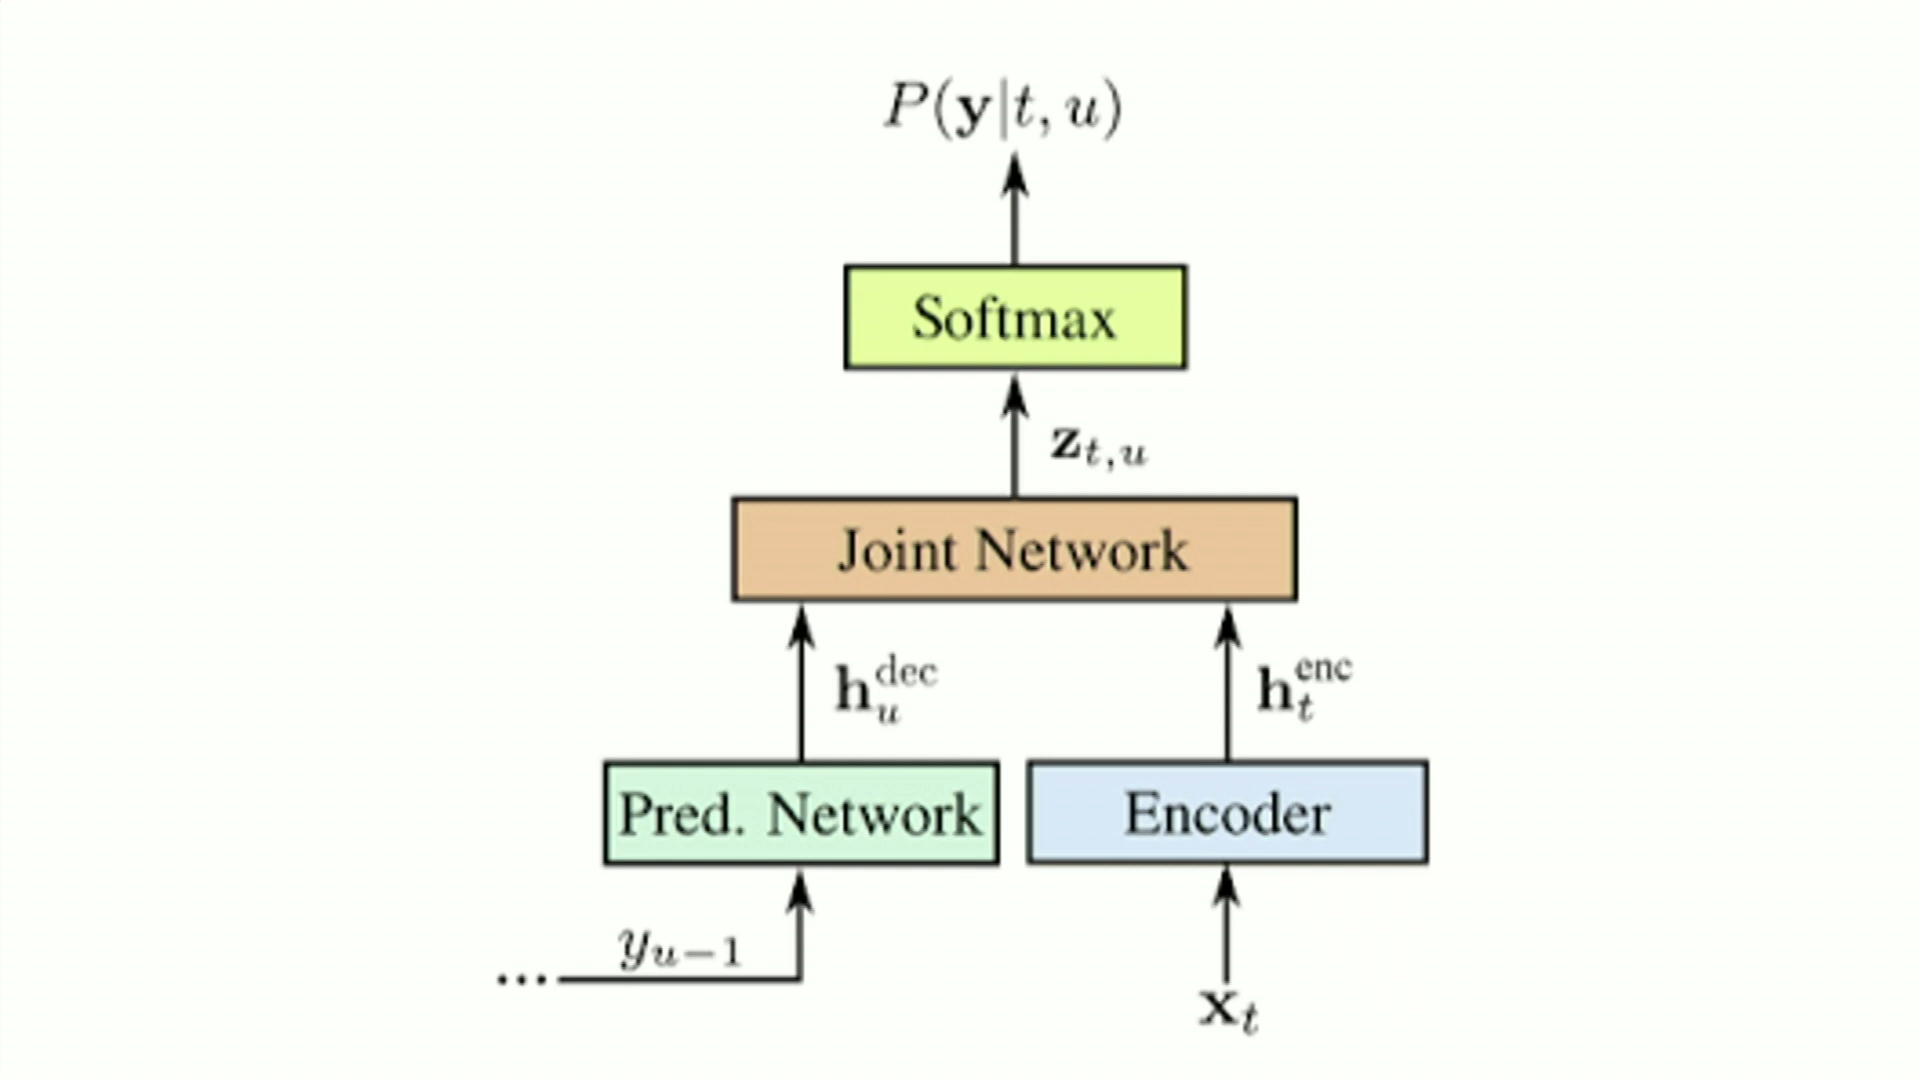 P(y|t, u)
Softmax
z_{t,u}
Joint Network
h_u^{dec}
h_t^{enc}
Pred. Network
Encoder
y_{u-1}
...
x_t